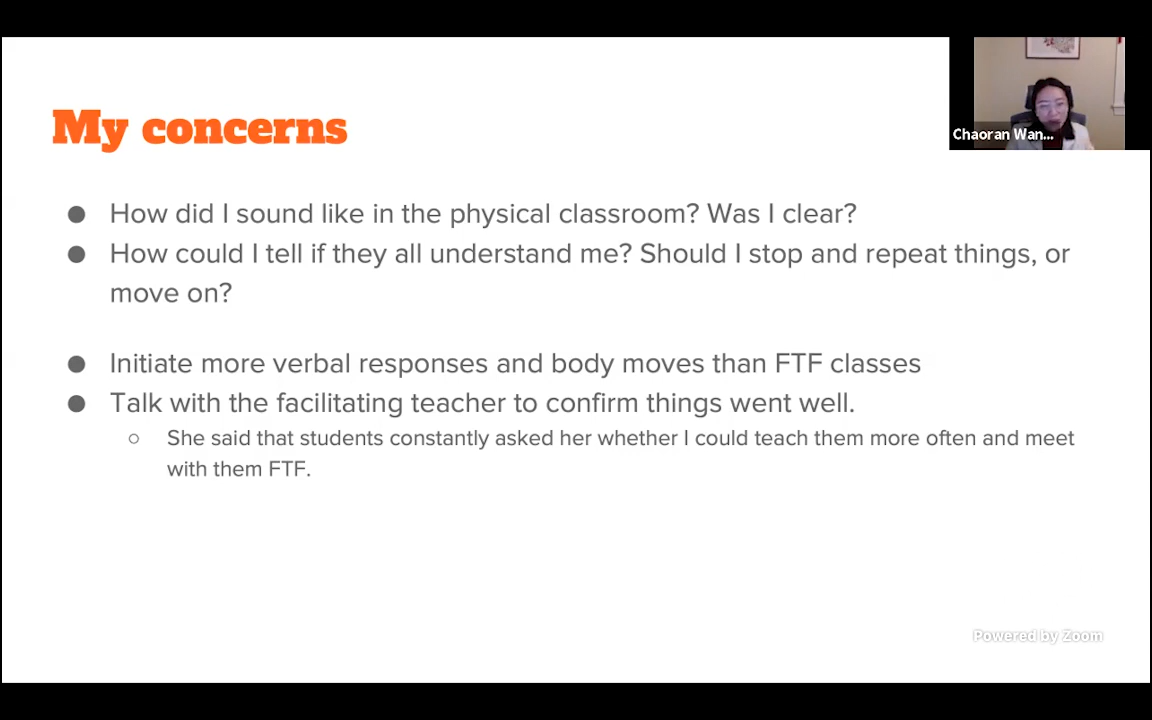 My concerns
Chaoran Wan...
● How did I sound like in the physical classroom? Was I clear?
● How could I tell if they all understand me? Should I stop and repeat things, or
move on?
● Initiate more verbal responses and body moves than FTF classes
● Talk with the facilitating teacher to confirm things went well.
○ She said that students constantly asked her whether I could teach them more often and meet
with them FTF.
Powered by Zoom